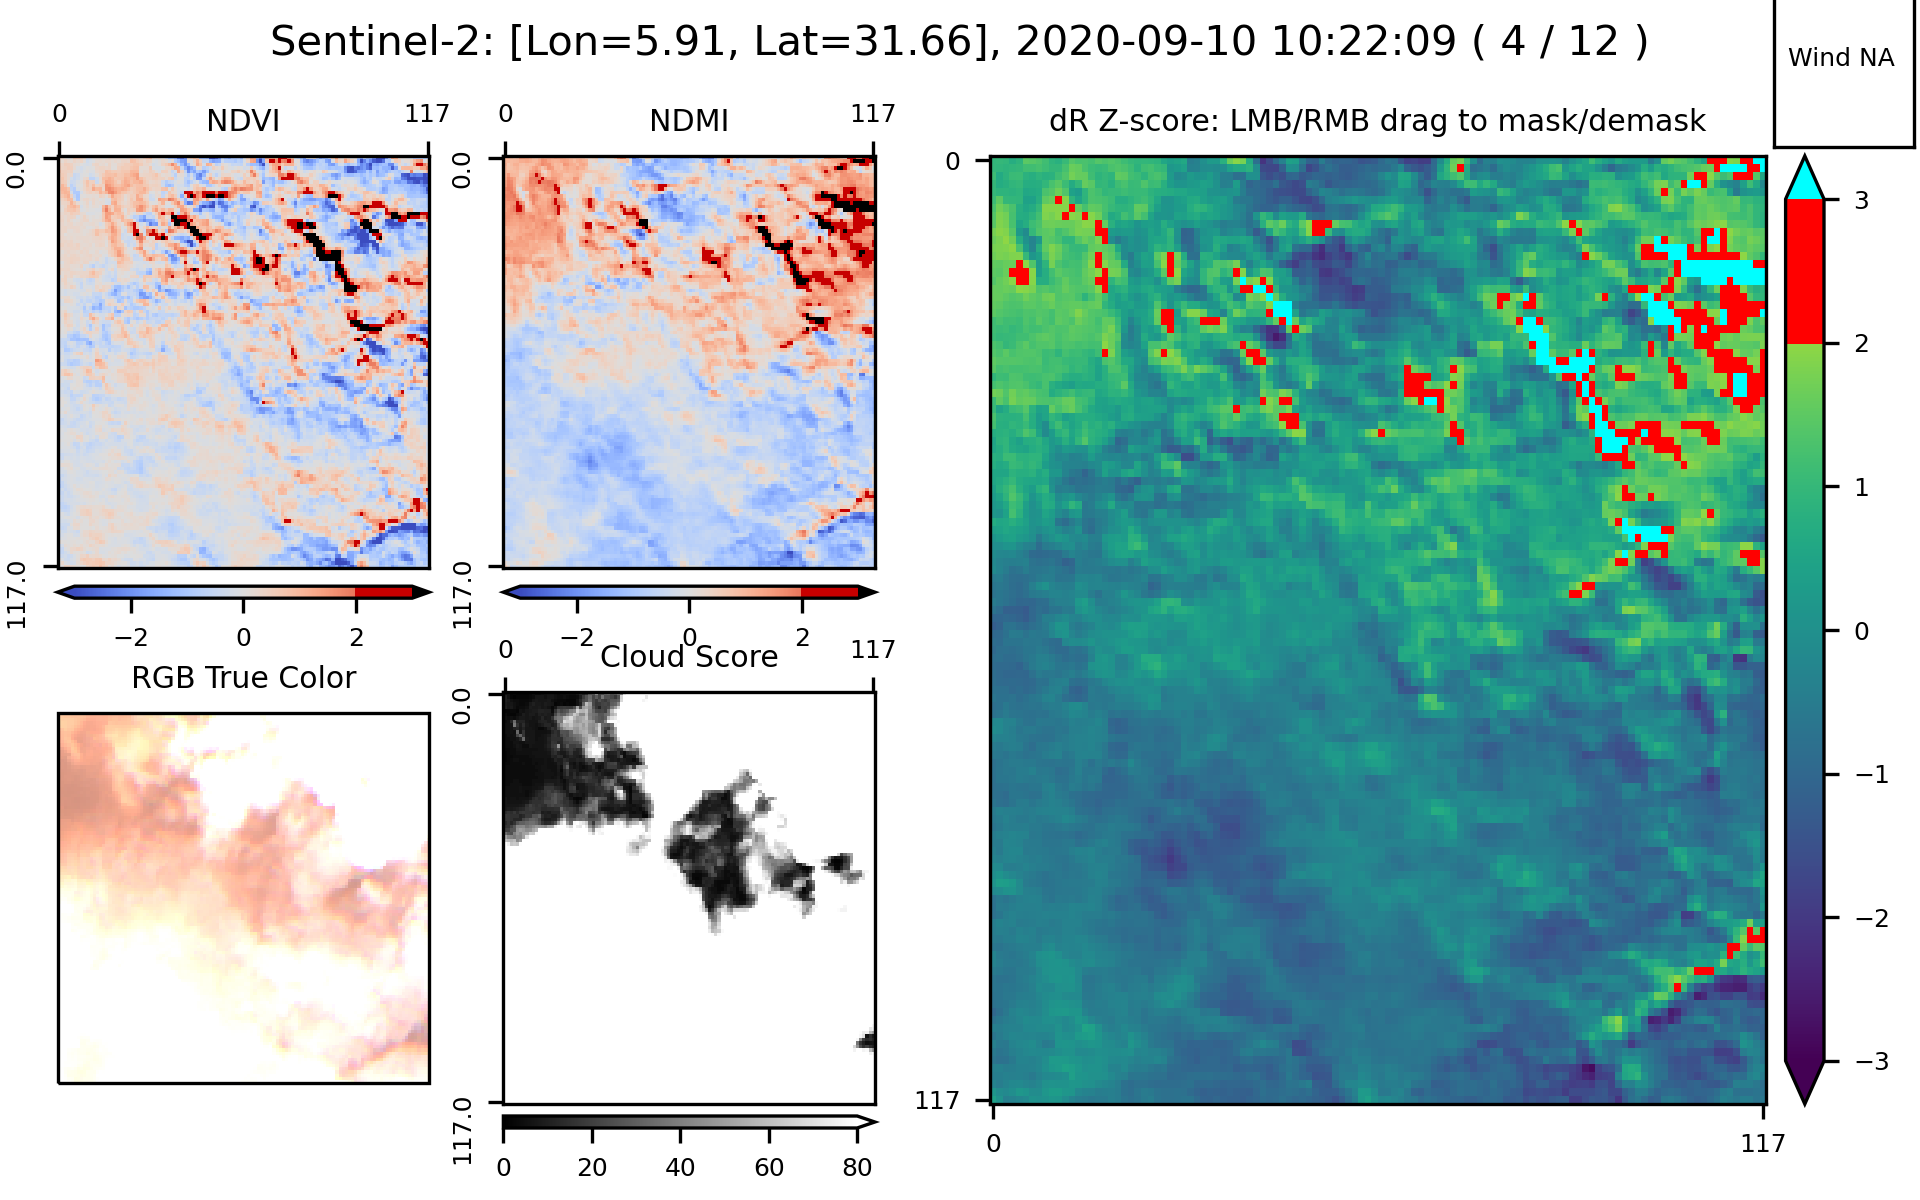 Sentinel-2: [Lon=5.91, Lat=31.66], 2020-09-10 10:22:09 ( 4 / 12 )
Wind NA
0 NDVI 117
0.0
117.0
−2 0 2
0 NDMI 117
0.0
117.0
−2 0 2
dR Z-score: LMB/RMB drag to mask/demask
0
117
0 117
3
2
1
0
−1
−2
−3
RGB True Color
0 Cloud Score 117
0.0
117.0
0 20 40 60 80